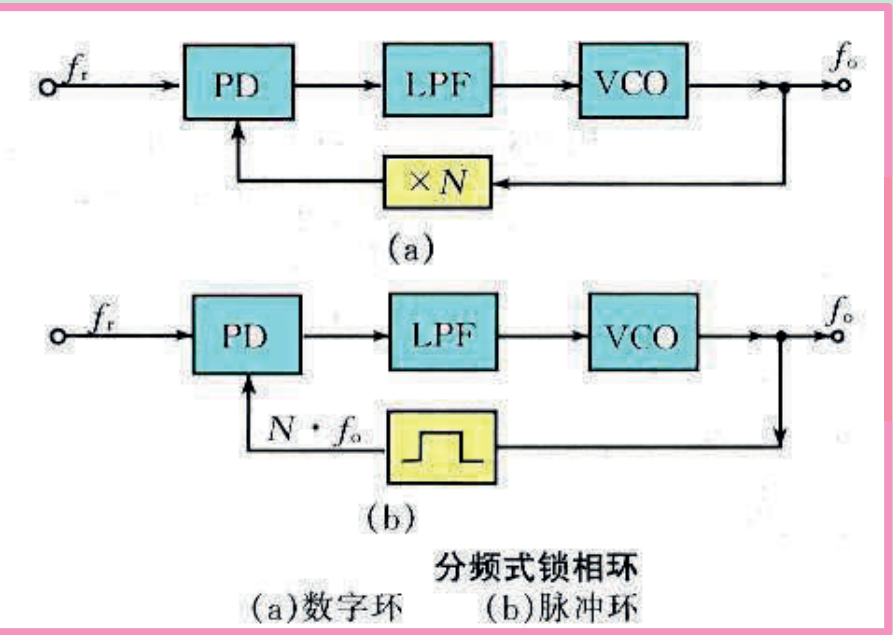 fᵣ PD LPF VCO fₒ
×N
(a)
fᵣ PD LPF VCO fₒ
N · fₒ
(b)
分频式锁相环
(a)数字环 (b)脉冲环